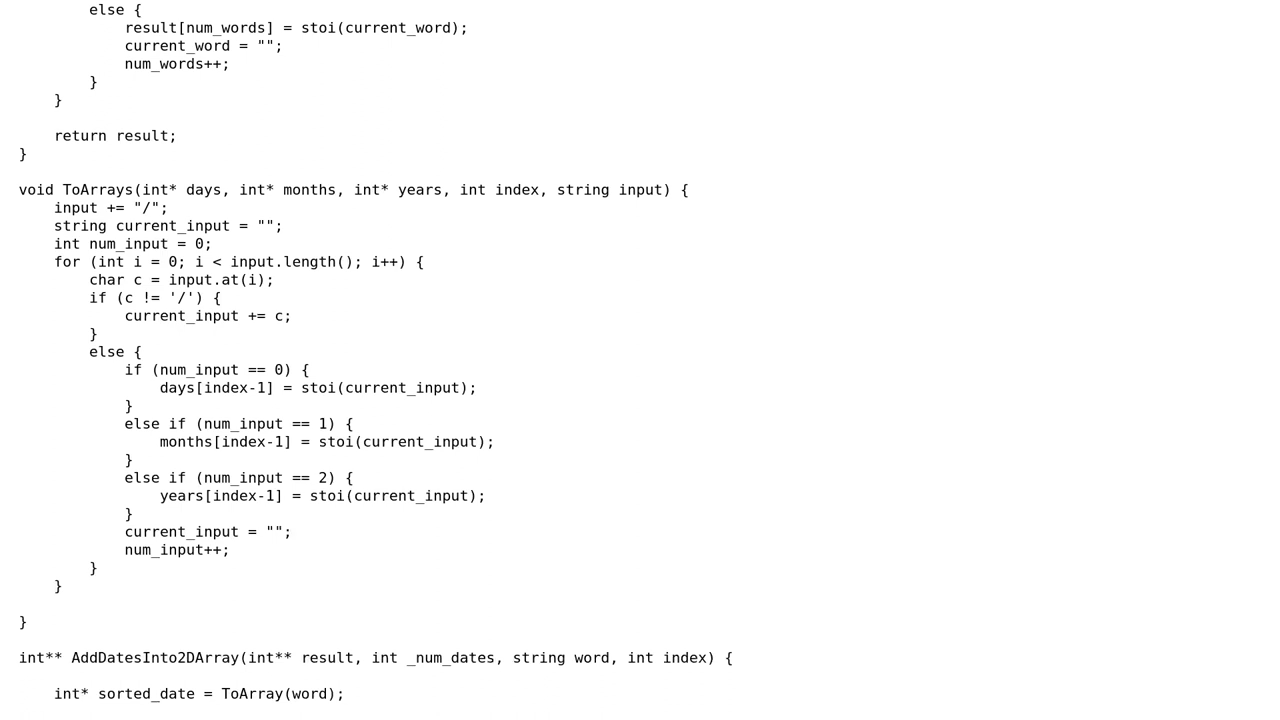 else {
            result[num_words] = stoi(current_word);
            current_word = "";
            num_words++;
        }
    }

    return result;
}

void ToArrays(int* days, int* months, int* years, int index, string input) {
    input += "/";
    string current_input = "";
    int num_input = 0;
    for (int i = 0; i < input.length(); i++) {
        char c = input.at(i);
        if (c != '/') {
            current_input += c;
        }
        else {
            if (num_input == 0) {
                days[index-1] = stoi(current_input);
            }
            else if (num_input == 1) {
                months[index-1] = stoi(current_input);
            }
            else if (num_input == 2) {
                years[index-1] = stoi(current_input);
            }
            current_input = "";
            num_input++;
        }
    }

}

int** AddDatesInto2DArray(int** result, int _num_dates, string word, int index) {

    int* sorted_date = ToArray(word);